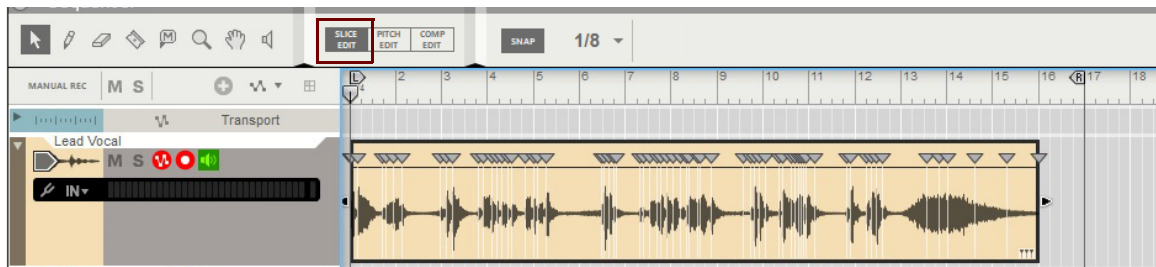 SLICE EDIT PITCH EDIT COMP EDIT
SNAP 1/8
MANUAL REC M S
L 2 3 4 5 6 7 8 9 10 11 12 13 14 15 16 R 17 18
4
Transport
Lead Vocal
M S
IN